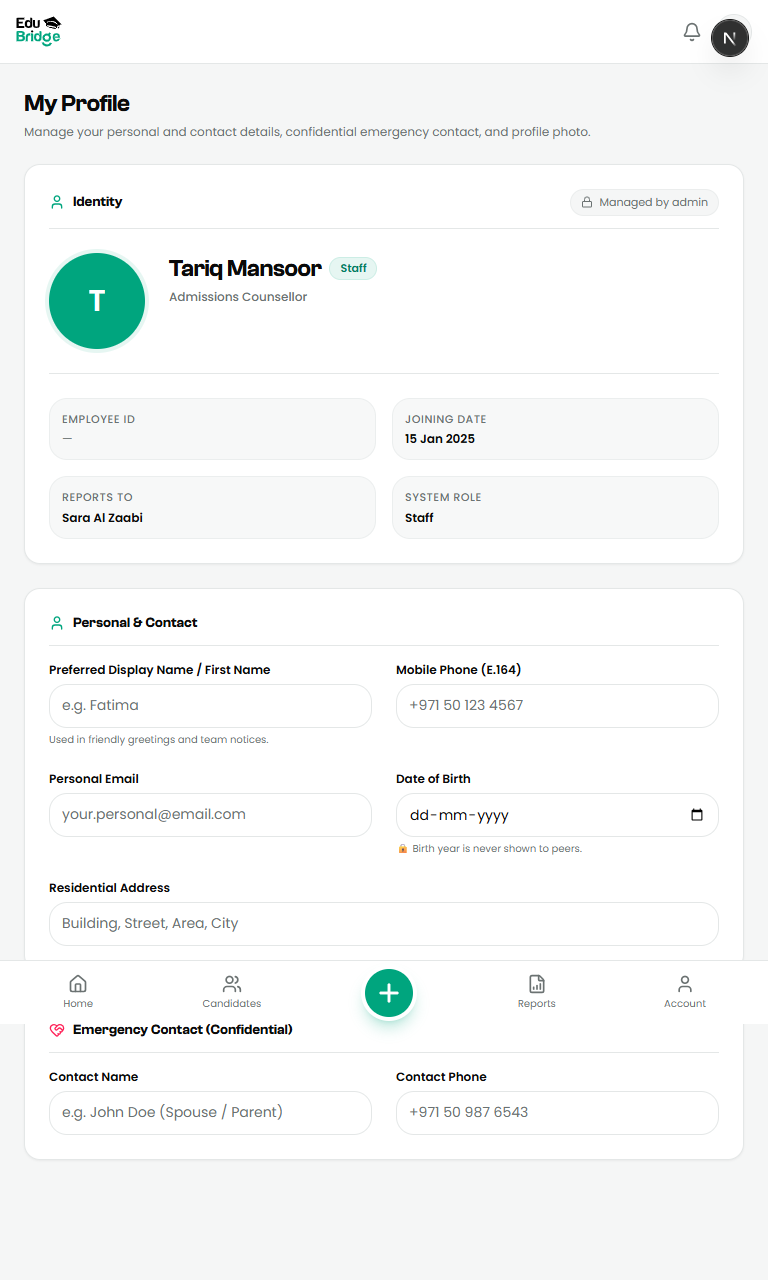 Edu
Bridge
N
My Profile
Manage your personal and contact details, confidential emergency contact, and profile photo.
Identity
Managed by admin
T
Tariq Mansoor
Staff
Admissions Counsellor
EMPLOYEE ID
—
JOINING DATE
15 Jan 2025
REPORTS TO
Sara Al Zaabi
SYSTEM ROLE
Staff
Personal & Contact
Preferred Display Name / First Name
e.g. Fatima
Used in friendly greetings and team notices.
Mobile Phone (E.164)
+971 50 123 4567
Personal Email
your.personal@email.com
Date of Birth
dd-mm-yyyy
🔒 Birth year is never shown to peers.
Residential Address
Building, Street, Area, City
Home
Candidates
Reports
Account
Emergency Contact (Confidential)
Contact Name
e.g. John Doe (Spouse / Parent)
Contact Phone
+971 50 987 6543